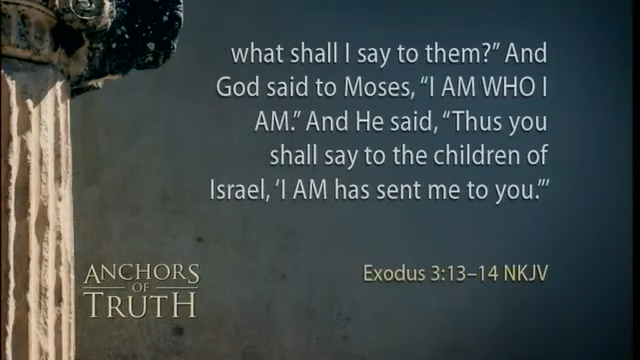 what shall I say to them?” And
God said to Moses, “I AM WHO I
AM.” And He said, “Thus you
shall say to the children of
Israel, ‘I AM has sent me to you.’”
Exodus 3:13–14 NKJV
ANCHORS
OF
TRUTH